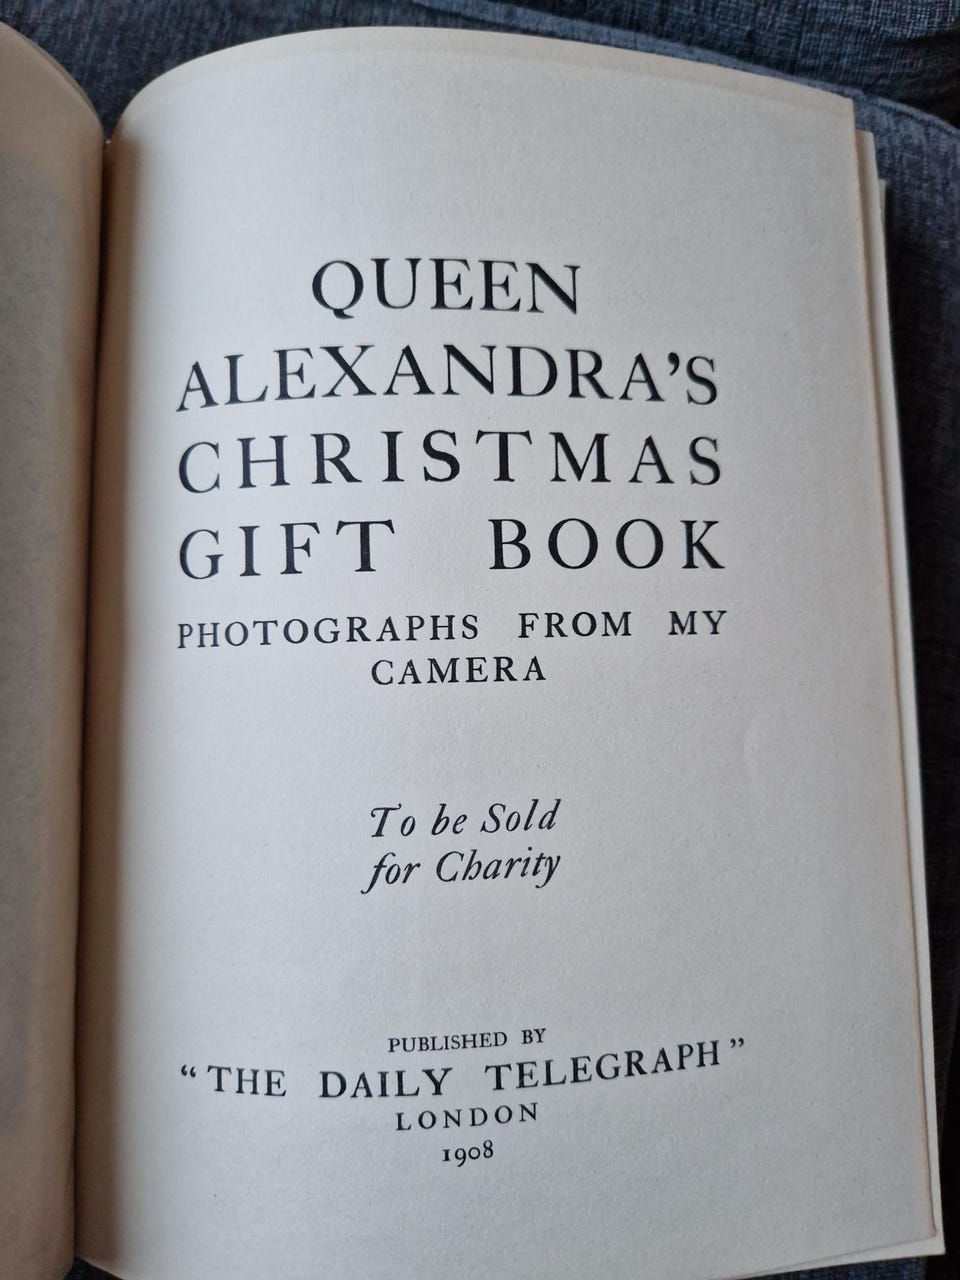 QUEEN
ALEXANDRA’S
CHRISTMAS
GIFT BOOK
PHOTOGRAPHS FROM MY
CAMERA
To be Sold
for Charity
PUBLISHED BY
“THE DAILY TELEGRAPH”
LONDON
1908